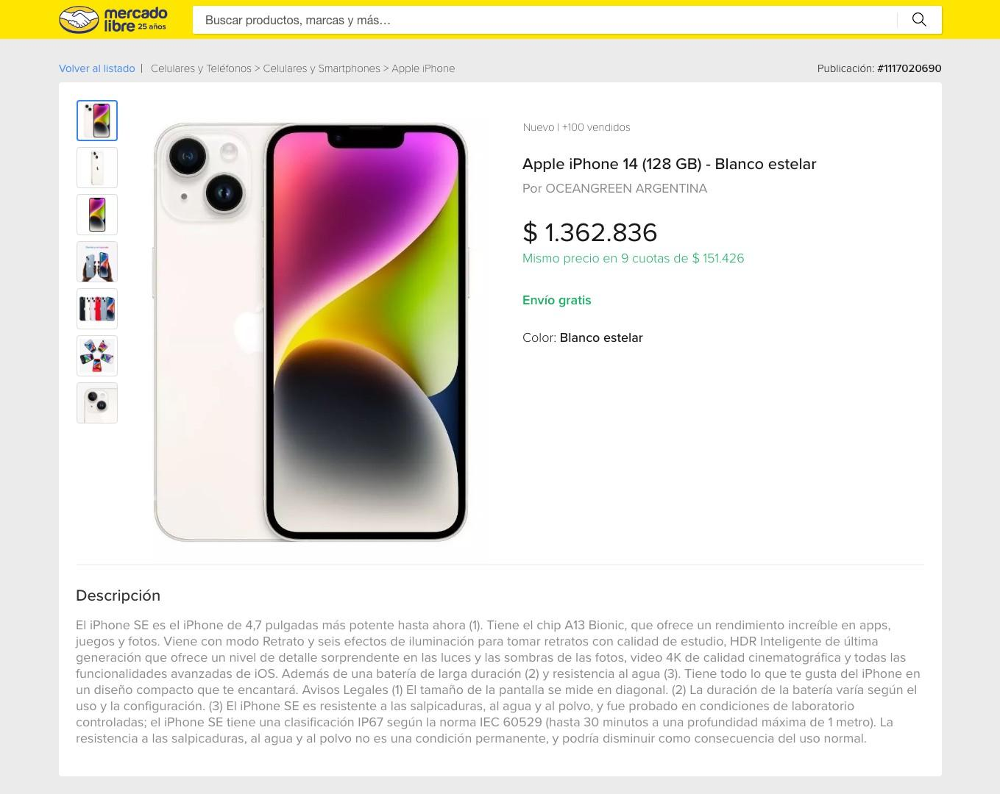 mercado
libre 25 años
Buscar productos, marcas y más...
Volver al listado | Celulares y Teléfonos > Celulares y Smartphones > Apple iPhone
Publicación: #1117020690
Nuevo | +100 vendidos
Apple iPhone 14 (128 GB) - Blanco estelar
Por OCEANGREEN ARGENTINA
$ 1.362.836
Mismo precio en 9 cuotas de $ 151.426
Envío gratis
Color: Blanco estelar
Descripción
El iPhone SE es el iPhone de 4,7 pulgadas más potente hasta ahora (1). Tiene el chip A13 Bionic, que ofrece un rendimiento increíble en apps,
juegos y fotos. Viene con modo Retrato y seis efectos de iluminación para tomar retratos con calidad de estudio, HDR Inteligente de última
generación que ofrece un nivel de detalle sorprendente en las luces y las sombras de las fotos, video 4K de calidad cinematográfica y todas las
funcionalidades avanzadas de iOS. Además de una batería de larga duración (2) y resistencia al agua (3). Tiene todo lo que te gusta del iPhone en
un diseño compacto que te encantará. Avisos Legales (1) El tamaño de la pantalla se mide en diagonal. (2) La duración de la batería varía según el
uso y la configuración. (3) El iPhone SE es resistente a las salpicaduras, al agua y al polvo, y fue probado en condiciones de laboratorio
controladas; el iPhone SE tiene una clasificación IP67 según la norma IEC 60529 (hasta 30 minutos a una profundidad máxima de 1 metro). La
resistencia a las salpicaduras, al agua y al polvo no es una condición permanente, y podría disminuir como consecuencia del uso normal.